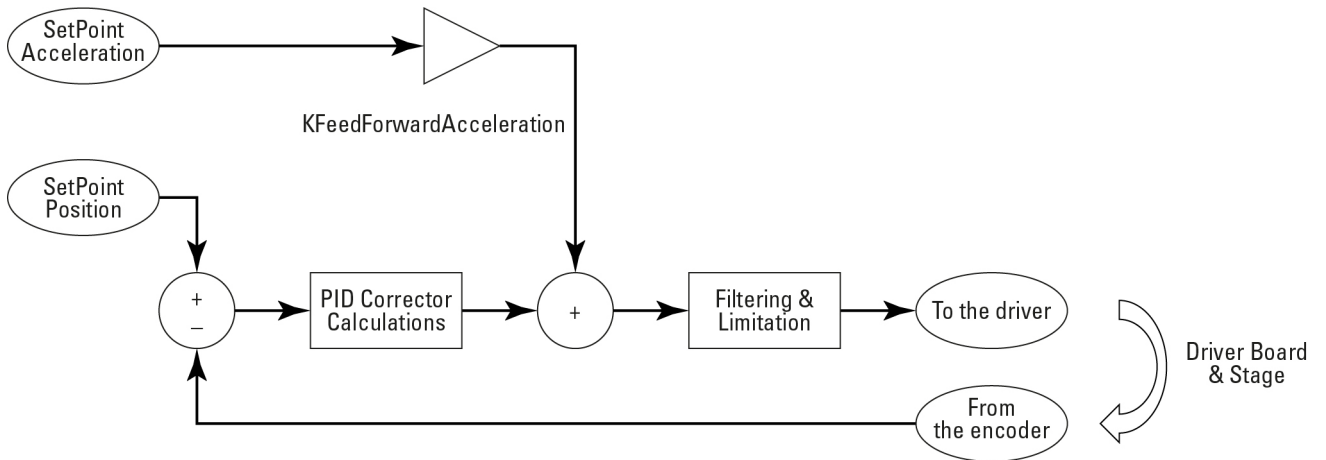 SetPoint
Acceleration
KFeedForwardAcceleration
SetPoint
Position
+
–
PID Corrector
Calculations
+
Filtering &
Limitation
To the driver
Driver Board
& Stage
From
the encoder